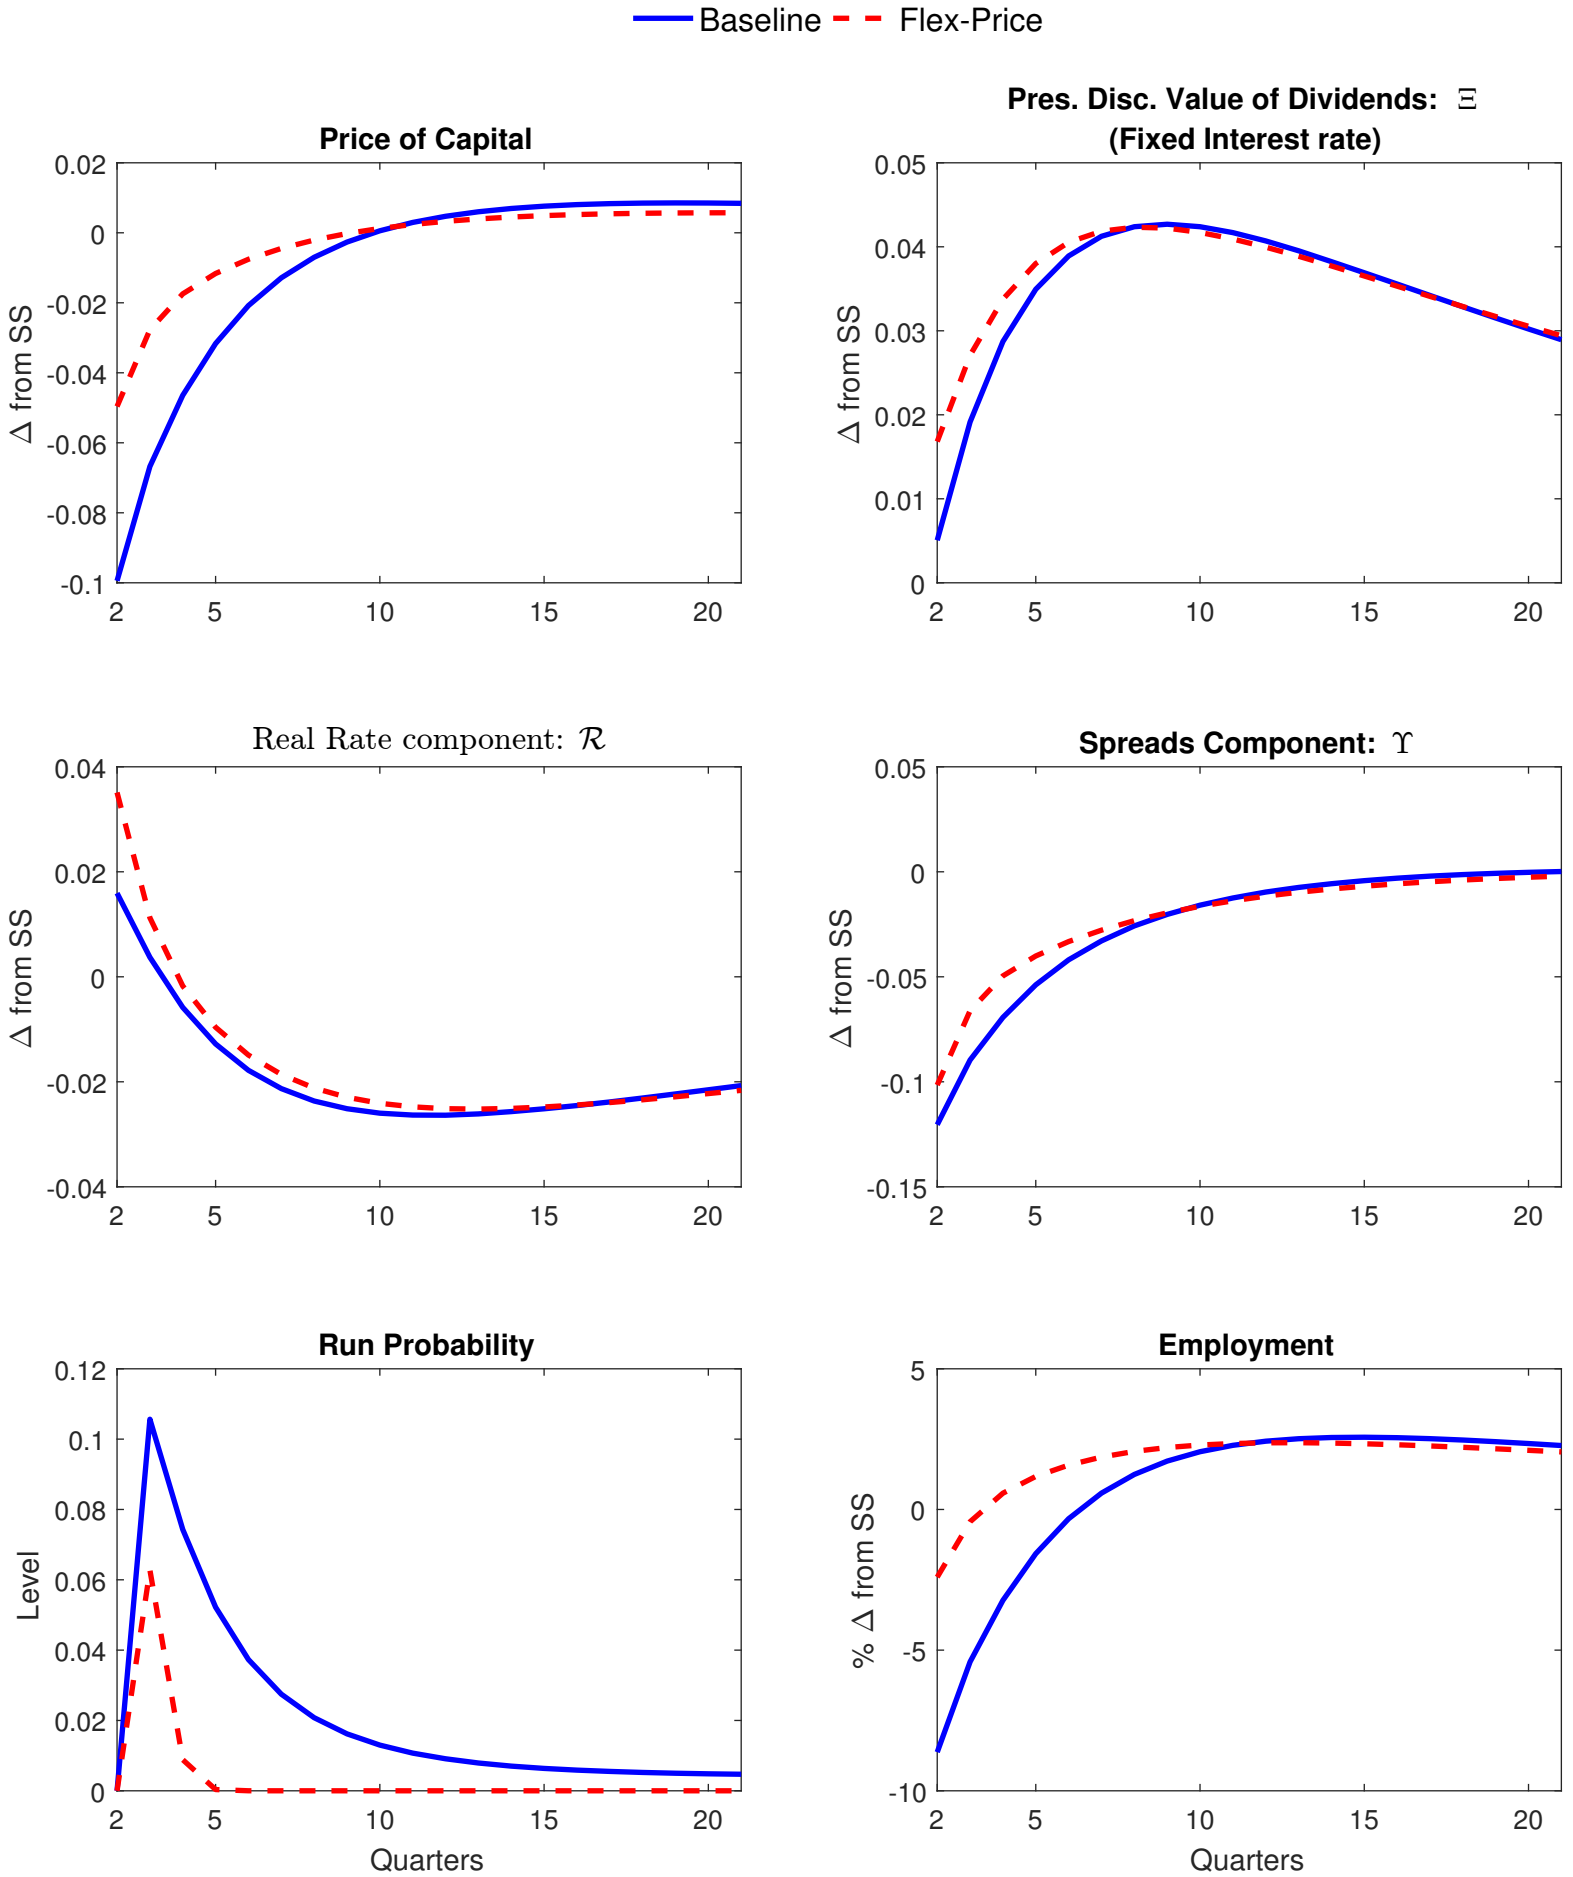 Baseline Flex-Price
Price of Capital
0.02
0
-0.02
-0.04
-0.06
-0.08
-0.1
Δ from SS
2 5 10 15 20
Pres. Disc. Value of Dividends: Ξ
(Fixed Interest rate)
0.05
0.04
0.03
0.02
0.01
0
Δ from SS
2 5 10 15 20
Real Rate component: ℛ
0.04
0.02
0
-0.02
-0.04
Δ from SS
2 5 10 15 20
Spreads Component: ϒ
0.05
0
-0.05
-0.1
-0.15
Δ from SS
2 5 10 15 20
Run Probability
0.12
0.1
0.08
0.06
0.04
0.02
0
Level
2 5 10 15 20
Quarters
Employment
5
0
-5
-10
% Δ from SS
2 5 10 15 20
Quarters